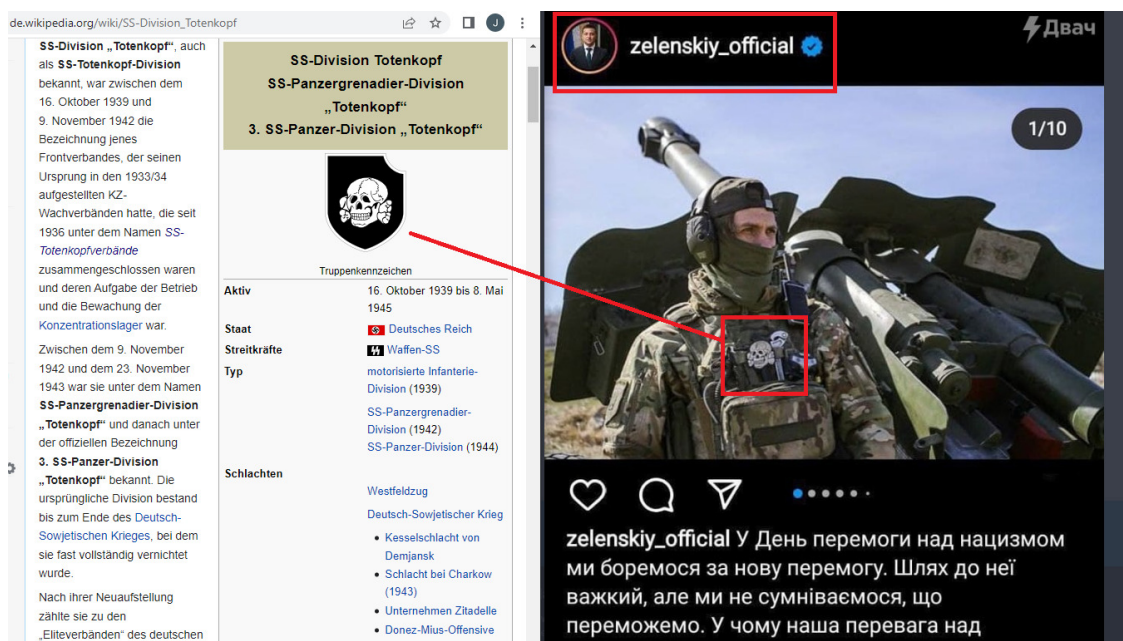 de.wikipedia.org/wiki/SS-Division_Totenkopf
J
SS-Division „Totenkopf“, auch
als SS-Totenkopf-Division
bekannt, war zwischen dem
16. Oktober 1939 und
9. November 1942 die
Bezeichnung jenes
Frontverbandes, der seinen
Ursprung in den 1933/34
aufgestellten KZ-
Wachverbänden hatte, die seit
1936 unter dem Namen SS-
Totenkopfverbände
zusammengeschlossen waren
und deren Aufgabe der Betrieb
und die Bewachung der
Konzentrationslager war.
Zwischen dem 9. November
1942 und dem 23. November
1943 war sie unter dem Namen
SS-Panzergrenadier-Division
„Totenkopf“ und danach unter
der offiziellen Bezeichnung
3. SS-Panzer-Division
„Totenkopf“ bekannt. Die
ursprüngliche Division bestand
bis zum Ende des Deutsch-
Sowjetischen Krieges, bei dem
sie fast vollständig vernichtet
wurde.
Nach ihrer Neuaufstellung
zählte sie zu den
„Eliteverbänden“ des deutschen
SS-Division Totenkopf
SS-Panzergrenadier-Division
„Totenkopf“
3. SS-Panzer-Division „Totenkopf“
Truppenkennzeichen
Aktiv 16. Oktober 1939 bis 8. Mai
1945
Staat Deutsches Reich
Streitkräfte Waffen-SS
Typ motorisierte Infanterie-
Division (1939)
SS-Panzergrenadier-
Division (1942)
SS-Panzer-Division (1944)
Schlachten
Westfeldzug
Deutsch-Sowjetischer Krieg
• Kesselschlacht von
Demjansk
• Schlacht bei Charkow
(1943)
• Unternehmen Zitadelle
• Donez-Mius-Offensive
zelenskiy_official
Двач
1/10
zelenskiy_official У День перемоги над нацизмом
ми боремося за нову перемогу. Шлях до неї
важкий, але ми не сумніваємося, що
переможемо. У чому наша перевага над